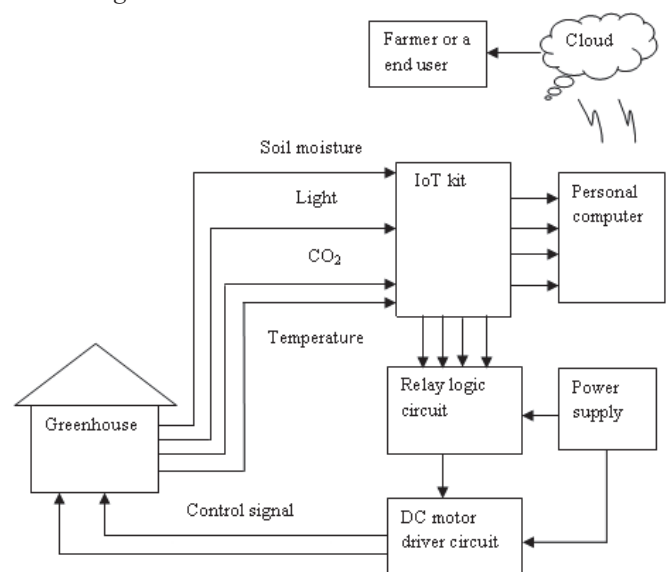 Farmer or a
end user
Cloud
Soil moisture
IoT kit
Personal
computer
Light
CO₂
Temperature
Relay logic
circuit
Power
supply
Greenhouse
Control signal
DC motor
driver circuit